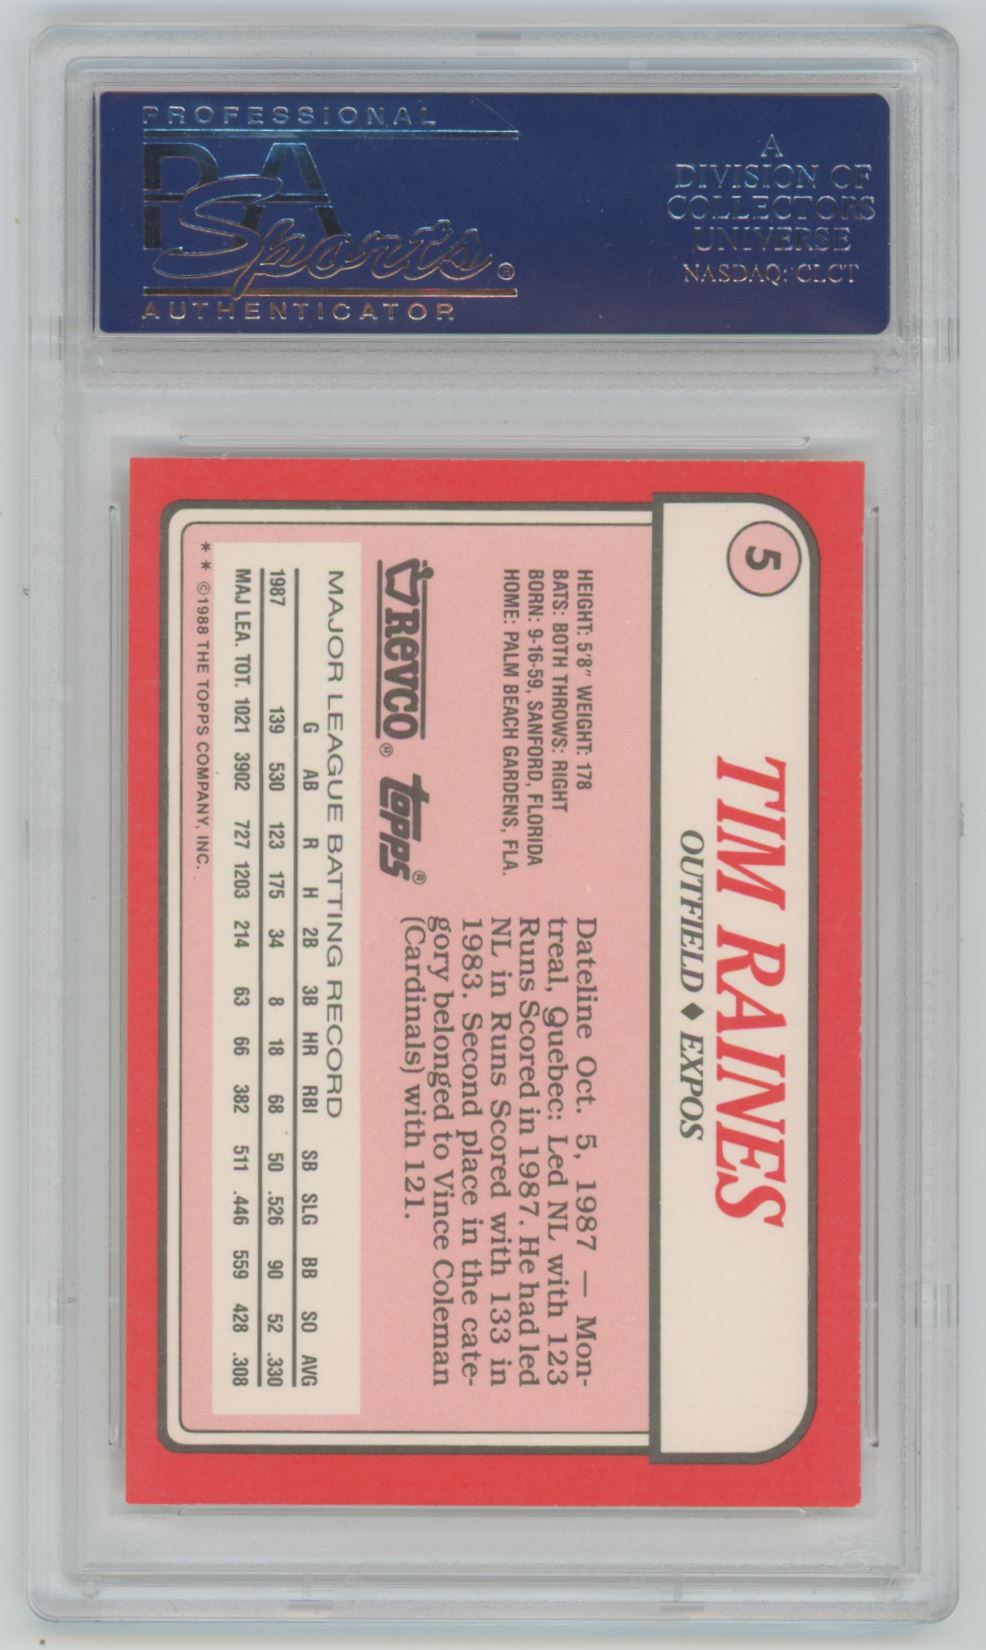 PROFESSIONAL
PSA
Sports®
AUTHENTICATOR
A
DIVISION OF
COLLECTORS
UNIVERSE
NASDAQ: CLCT
5
TIM RAINES
OUTFIELD ♦ EXPOS
HEIGHT: 5'8" WEIGHT: 178
BATS: BOTH THROWS: RIGHT
BORN: 9-16-59, SANFORD, FLORIDA
HOME: PALM BEACH GARDENS, FLA.
REVCO® TOPPS®
Dateline Oct. 5, 1987 — Mon-
treal, Quebec: Led NL with 123
Runs Scored in 1987. He had led
NL in Runs Scored with 133 in
1983. Second place in the cate-
gory belonged to Vince Coleman
(Cardinals) with 121.
MAJOR LEAGUE BATTING RECORD
G AB R H 2B 3B HR RBI SB SLG BB SO AVG
1987 139 530 123 175 34 8 18 68 50 .526 90 52 .330
MAJ LEA. TOT. 1021 3902 727 1203 214 63 66 382 511 .446 559 428 .308
* * ©1988 THE TOPPS COMPANY, INC.